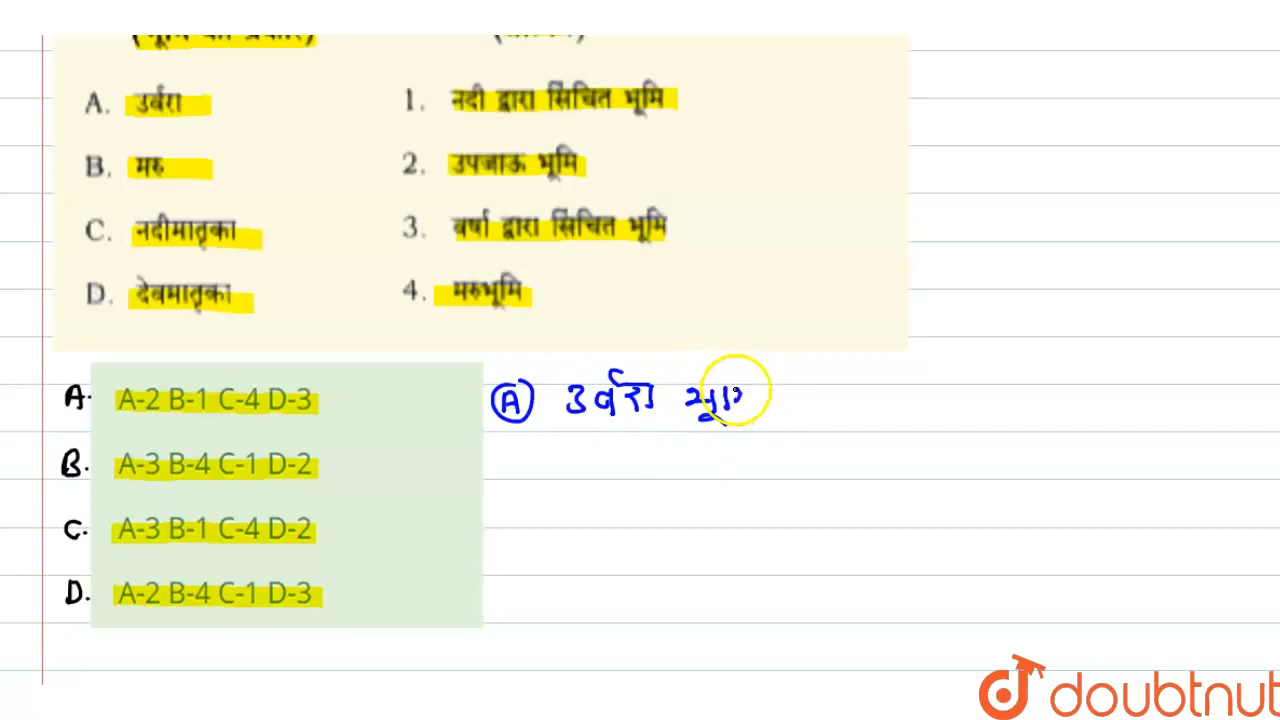 A. उर्वरा 1. नदी द्वारा सिंचित भूमि
B. मरु 2. उपजाऊ भूमि
C. नदीमातृका 3. वर्षा द्वारा सिंचित भूमि
D. देवमातृका 4. मरुभूमि
A. A-2 B-1 C-4 D-3 Ⓐ उर्वरा
B. A-3 B-4 C-1 D-2
C. A-3 B-1 C-4 D-2
D. A-2 B-4 C-1 D-3
doubtnut